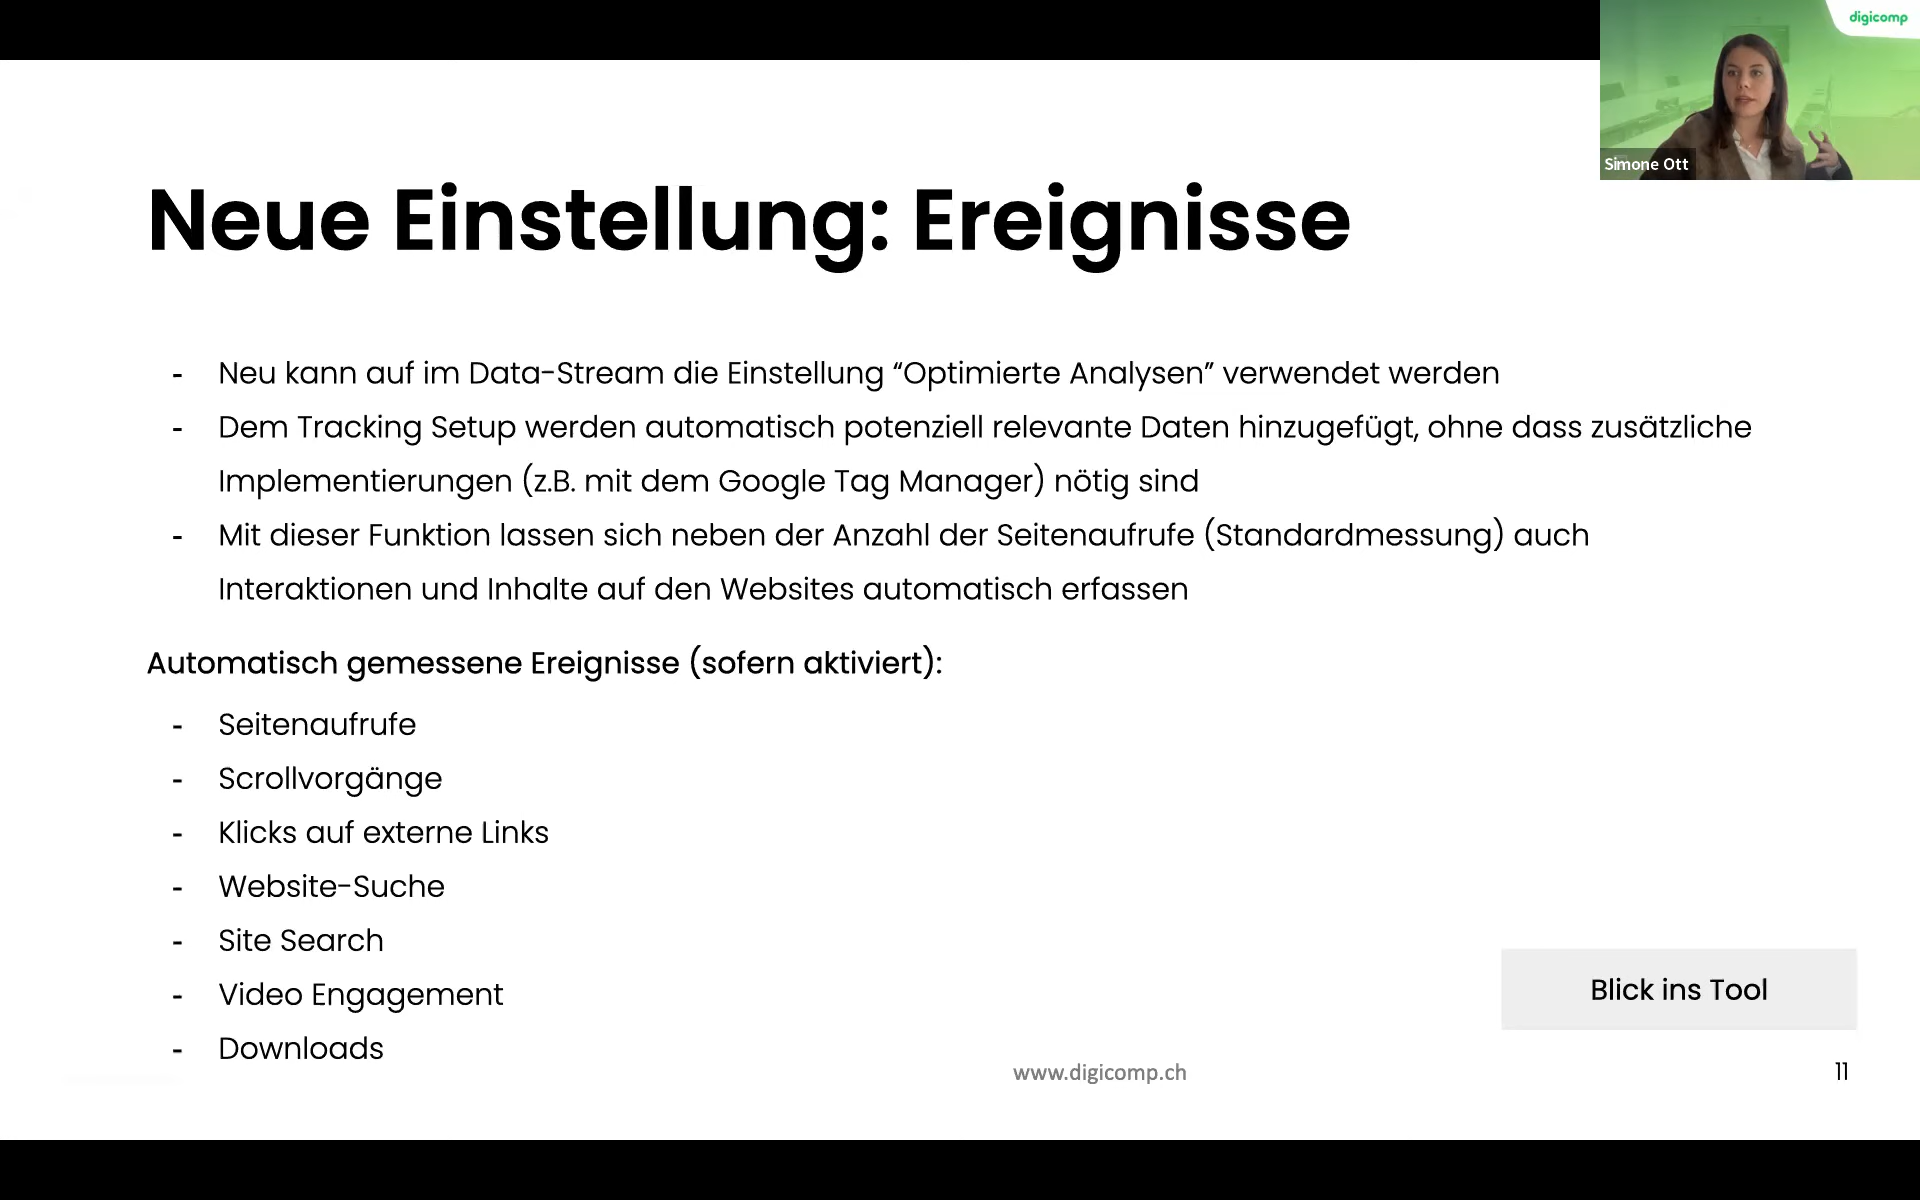 digicomp
Simone Ott
Neue Einstellung: Ereignisse
- Neu kann auf im Data-Stream die Einstellung “Optimierte Analysen” verwendet werden
- Dem Tracking Setup werden automatisch potenziell relevante Daten hinzugefügt, ohne dass zusätzliche
Implementierungen (z.B. mit dem Google Tag Manager) nötig sind
- Mit dieser Funktion lassen sich neben der Anzahl der Seitenaufrufe (Standardmessung) auch
Interaktionen und Inhalte auf den Websites automatisch erfassen
Automatisch gemessene Ereignisse (sofern aktiviert):
- Seitenaufrufe
- Scrollvorgänge
- Klicks auf externe Links
- Website-Suche
- Site Search
- Video Engagement
- Downloads
Blick ins Tool
www.digicomp.ch
11